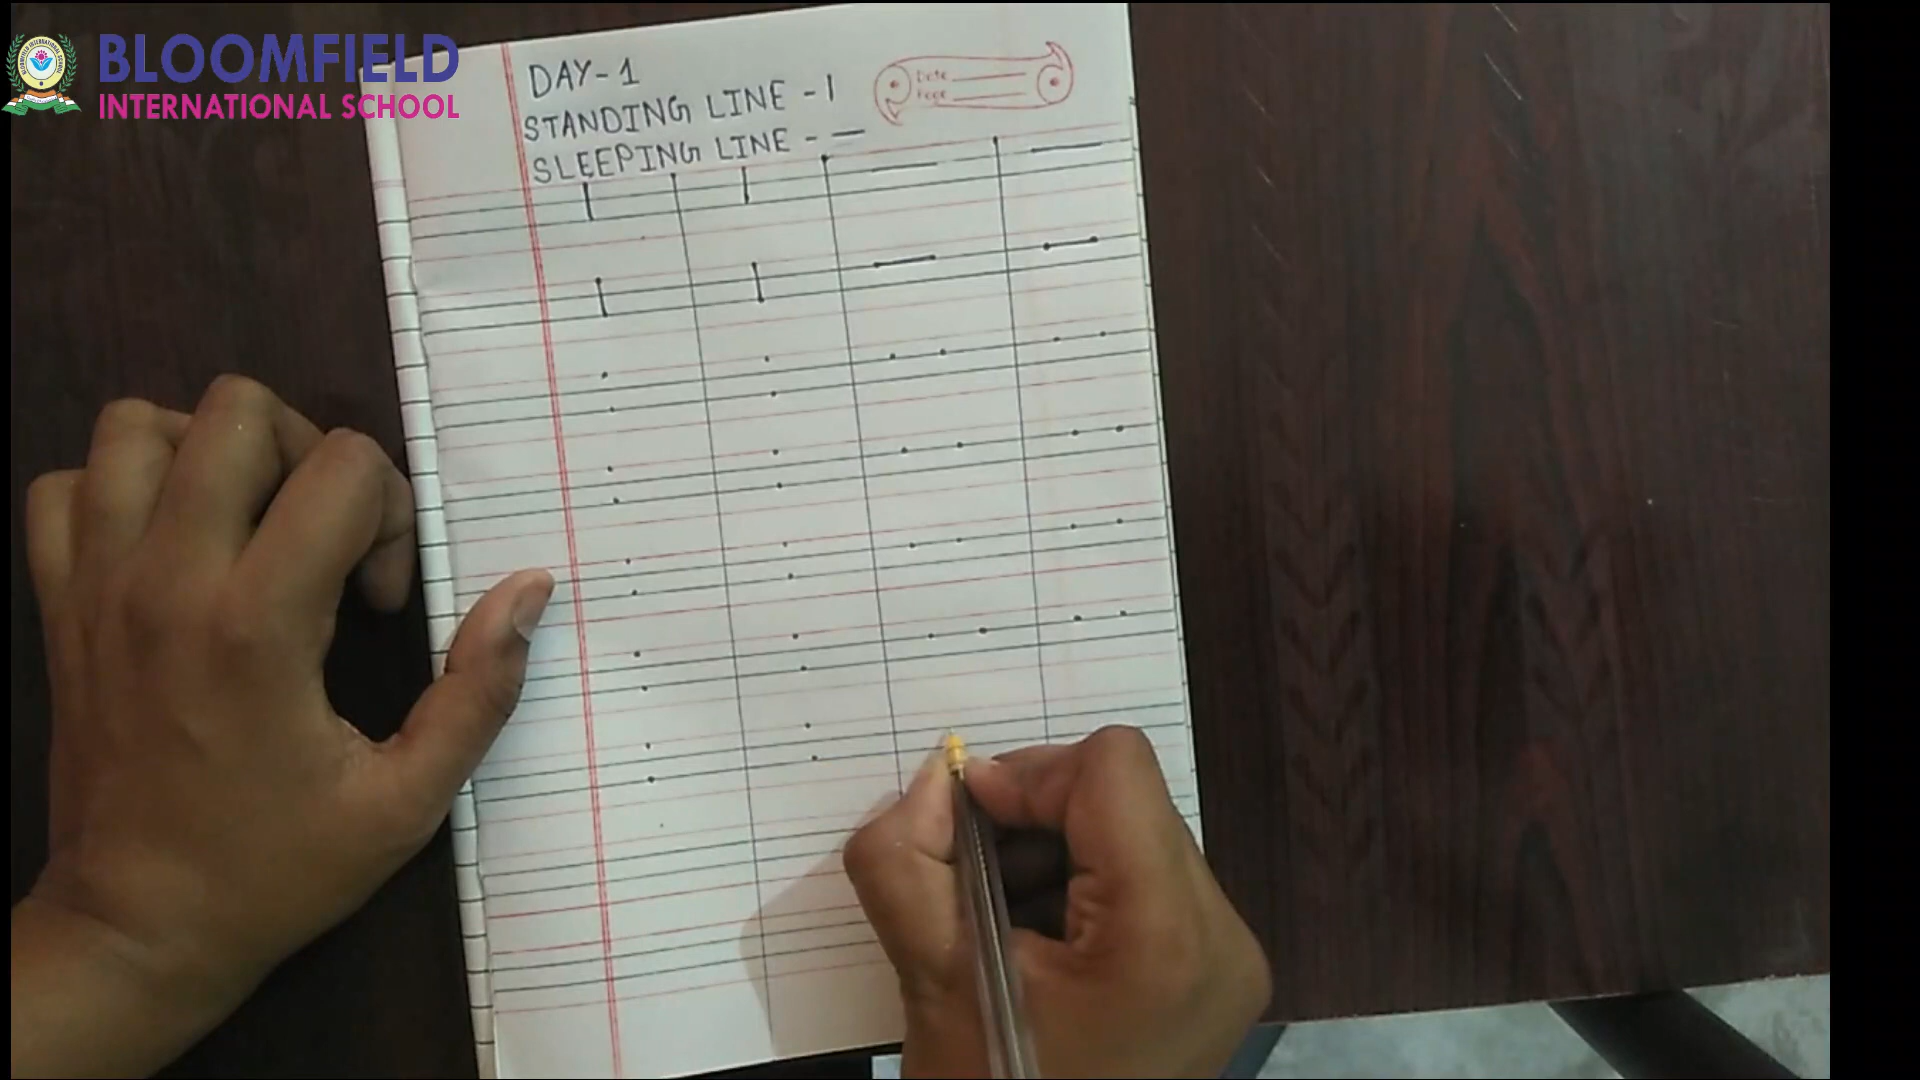 BLOOMFIELD
INTERNATIONAL SCHOOL
DAY-1
STANDING LINE - |
SLEEPING LINE - —
Date
Page